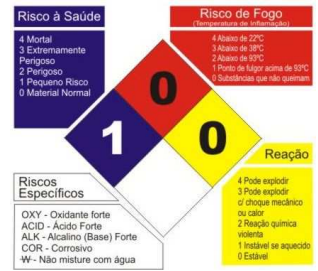 Risco à Saúde
4 Mortal
3 Extremamente
Perigoso
2 Perigoso
1 Pequeno Risco
0 Material Normal
Risco de Fogo
(Temperatura de Inflamação)
4 Abaixo de 22ºC
3 Abaixo de 38ºC
2 Abaixo de 93ºC
1 Ponto de fulgor acima de 93ºC
0 Substâncias que não queimam
0
1
0
Reação
4 Pode explodir
3 Pode explodir
c/ choque mecânico
ou calor
2 Reação química
violenta
1 Instável se aquecido
0 Estável
Riscos
Específicos
OXY - Oxidante forte
ACID - Ácido Forte
ALK - Alcalino (Base) Forte
COR - Corrosivo
W - Não misture com água